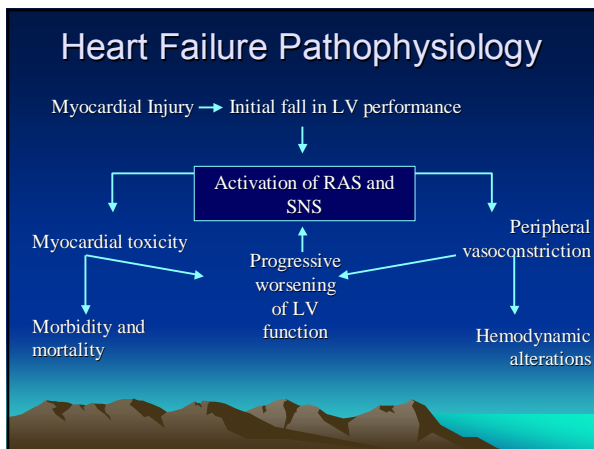 Heart Failure Pathophysiology
Myocardial Injury
Initial fall in LV performance
Activation of RAS and
SNS
Myocardial toxicity
Peripheral
vasoconstriction
Progressive
worsening
of LV
function
Morbidity and
mortality
Hemodynamic
alterations